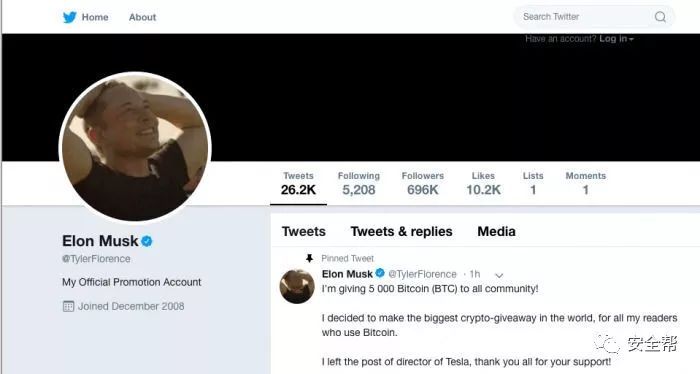 Home About Search Twitter
Have an account? Log in
Tweets Following Followers Likes Lists Moments
26.2K 5,208 696K 10.2K 1 1
Elon Musk
@TylerFlorence
My Official Promotion Account
Joined December 2008
Tweets Tweets & replies Media
Pinned Tweet
Elon Musk @TylerFlorence · 1h
I'm giving 5 000 Bitcoin (BTC) to all community!
I decided to make the biggest crypto-giveaway in the world, for all my readers
who use Bitcoin.
I left the post of director of Tesla, thank you all for your support!
安全帮